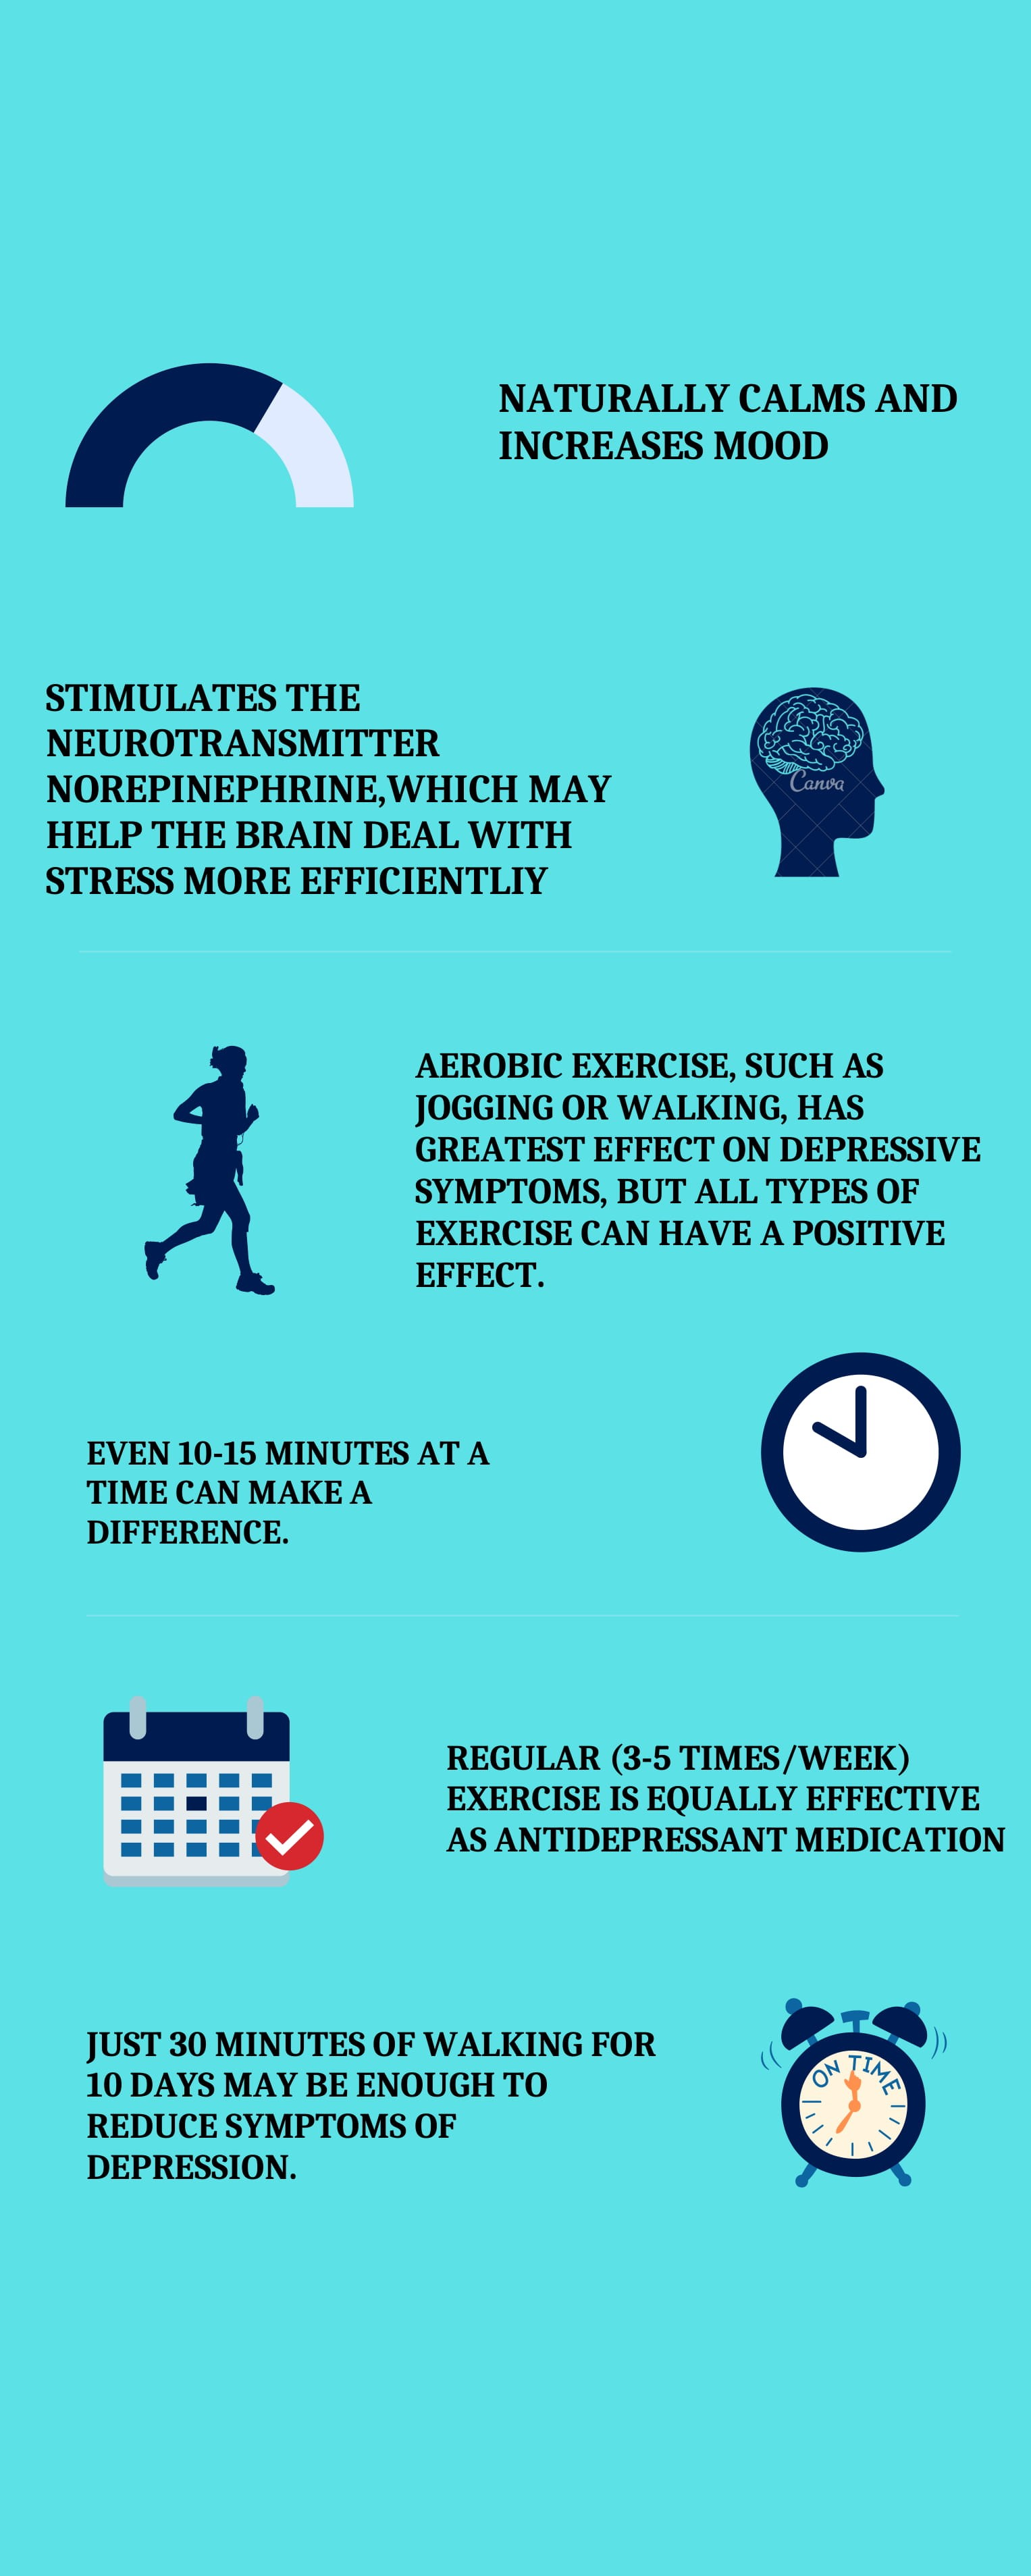 NATURALLY CALMS AND
INCREASES MOOD
STIMULATES THE
NEUROTRANSMITTER
NOREPINEPHRINE,WHICH MAY
HELP THE BRAIN DEAL WITH
STRESS MORE EFFICIENTLIY
Canva
AEROBIC EXERCISE, SUCH AS
JOGGING OR WALKING, HAS
GREATEST EFFECT ON DEPRESSIVE
SYMPTOMS, BUT ALL TYPES OF
EXERCISE CAN HAVE A POSITIVE
EFFECT.
EVEN 10-15 MINUTES AT A
TIME CAN MAKE A
DIFFERENCE.
REGULAR (3-5 TIMES/WEEK)
EXERCISE IS EQUALLY EFFECTIVE
AS ANTIDEPRESSANT MEDICATION
JUST 30 MINUTES OF WALKING FOR
10 DAYS MAY BE ENOUGH TO
REDUCE SYMPTOMS OF
DEPRESSION.
ON TIME